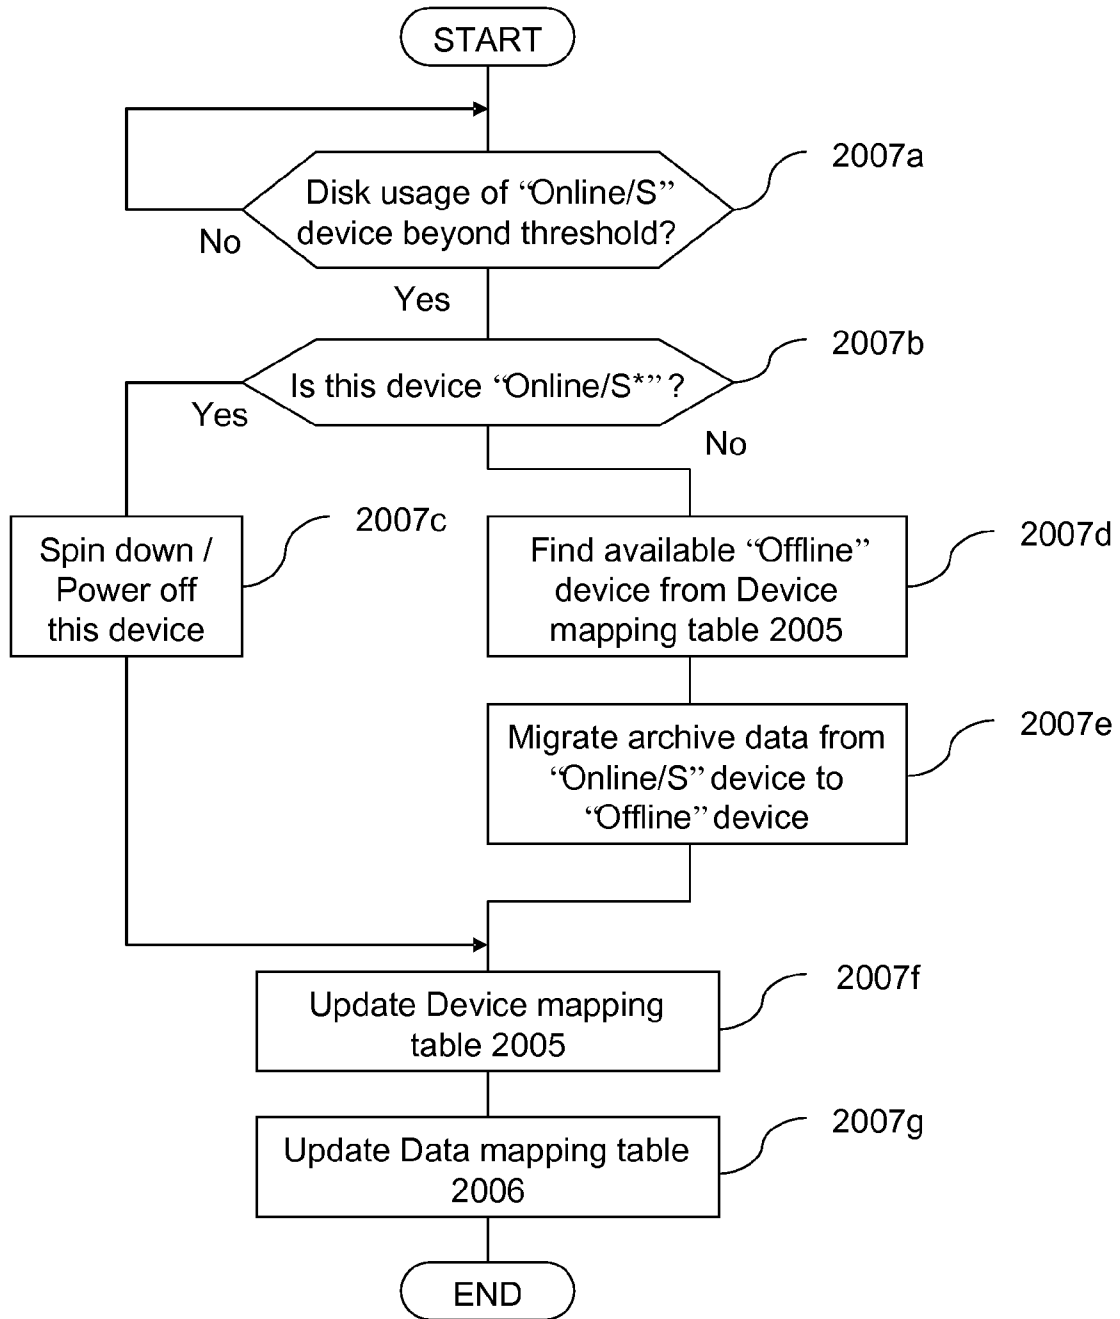 START
2007a
Disk usage of “Online/S”
device beyond threshold?
No
Yes
2007b
Is this device “Online/S*” ?
Yes
No
2007c
Spin down /
Power off
this device
2007d
Find available “Offline”
device from Device
mapping table 2005
2007e
Migrate archive data from
“Online/S” device to
“Offline” device
2007f
Update Device mapping
table 2005
2007g
Update Data mapping table
2006
END